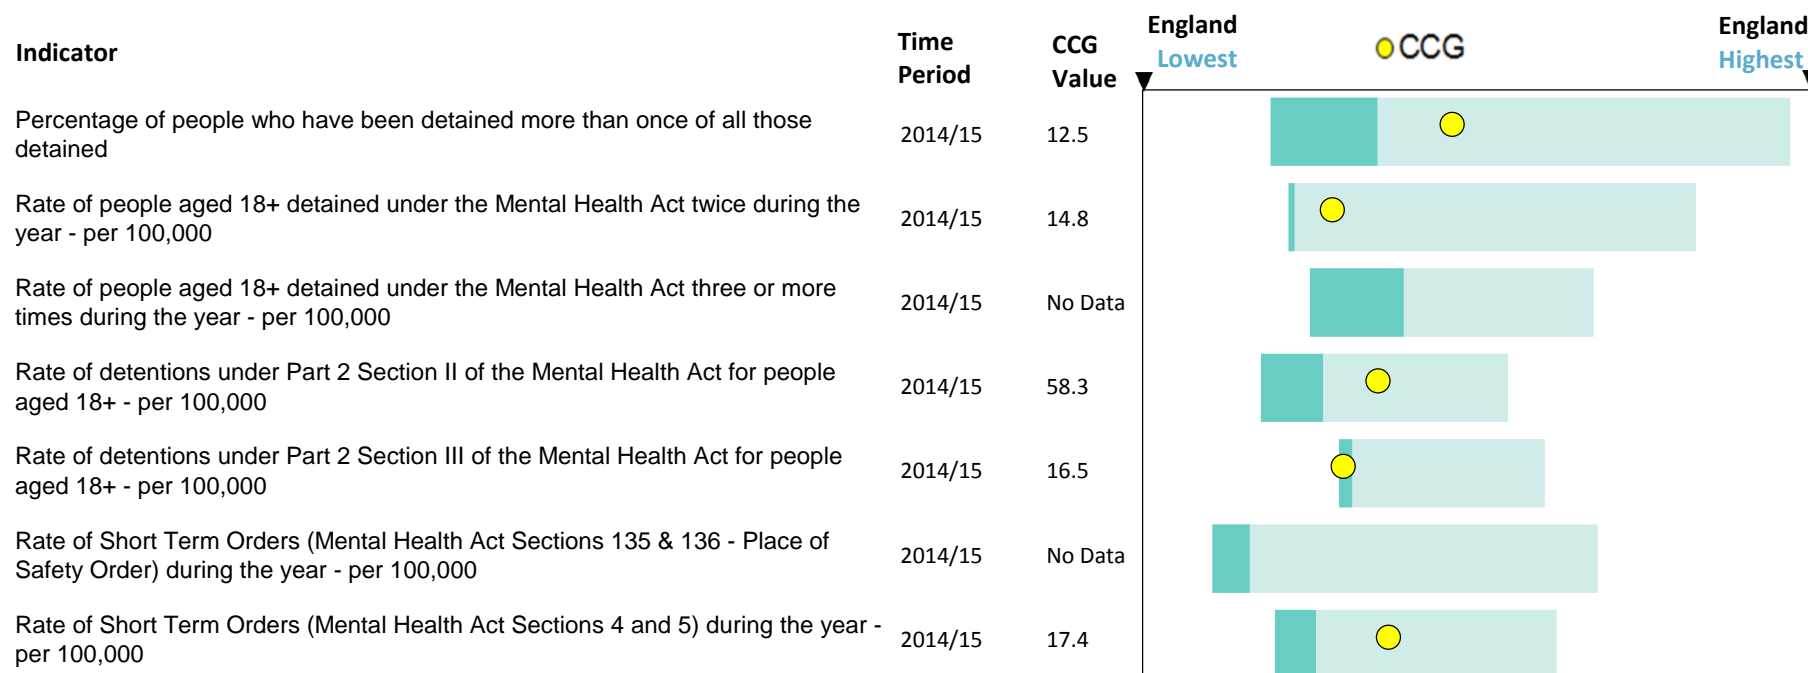 Indicator
Time
Period
CCG
Value
England
Lowest
CCG
England
Highest
Percentage of people who have been detained more than once of all those
detained
2014/15
12.5
Rate of people aged 18+ detained under the Mental Health Act twice during the
year - per 100,000
2014/15
14.8
Rate of people aged 18+ detained under the Mental Health Act three or more
times during the year - per 100,000
2014/15
No Data
Rate of detentions under Part 2 Section II of the Mental Health Act for people
aged 18+ - per 100,000
2014/15
58.3
Rate of detentions under Part 2 Section III of the Mental Health Act for people
aged 18+ - per 100,000
2014/15
16.5
Rate of Short Term Orders (Mental Health Act Sections 135 & 136 - Place of
Safety Order) during the year - per 100,000
2014/15
No Data
Rate of Short Term Orders (Mental Health Act Sections 4 and 5) during the year -
per 100,000
2014/15
17.4